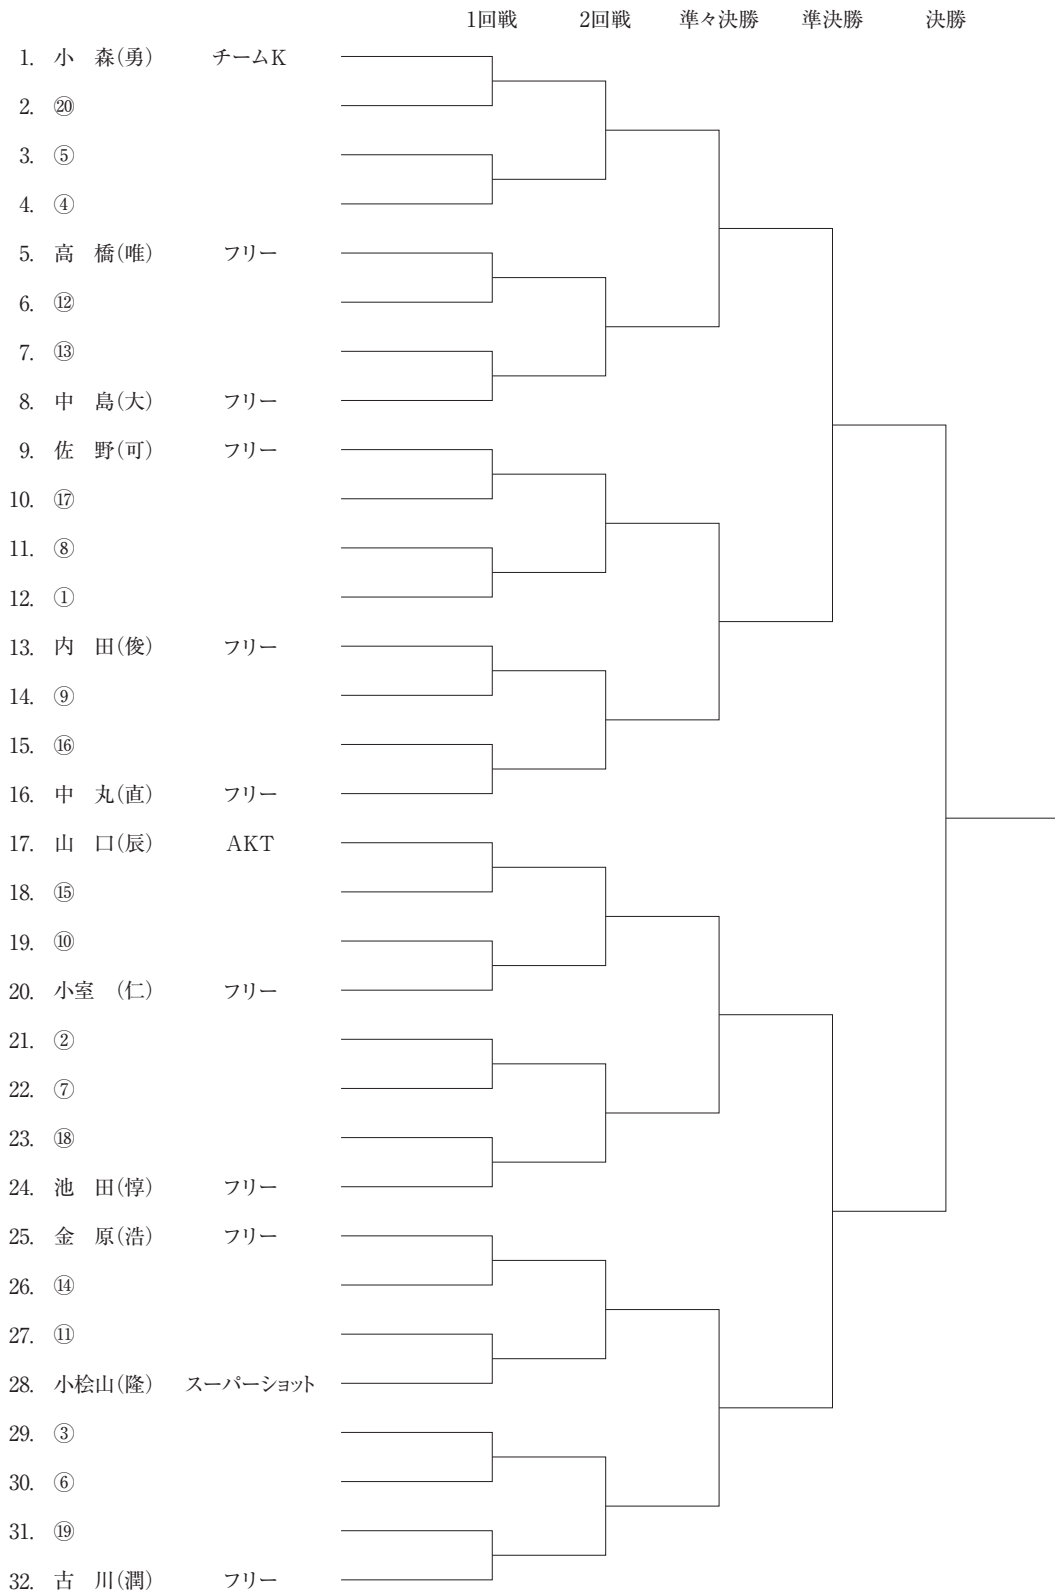 1回戦 2回戦 準々決勝 準決勝 決勝
1. 小　森(勇) チームK
2. ⑳
3. ⑤
4. ④
5. 高　橋(唯) フリー
6. ⑫
7. ⑬
8. 中　島(大) フリー
9. 佐　野(可) フリー
10. ⑰
11. ⑧
12. ①
13. 内　田(俊) フリー
14. ⑨
15. ⑯
16. 中　丸(直) フリー
17. 山　口(辰) AKT
18. ⑮
19. ⑩
20. 小室　(仁) フリー
21. ②
22. ⑦
23. ⑱
24. 池　田(惇) フリー
25. 金　原(浩) フリー
26. ⑭
27. ⑪
28. 小桧山(隆) スーパーショット
29. ③
30. ⑥
31. ⑲
32. 古　川(潤) フリー